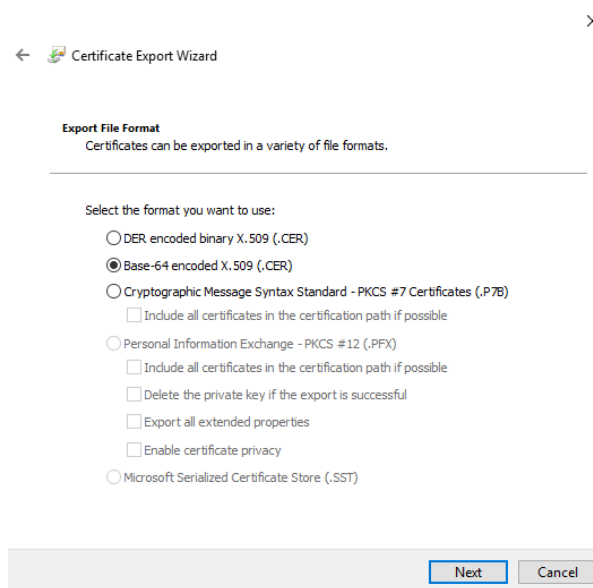 Certificate Export Wizard
Export File Format
Certificates can be exported in a variety of file formats.
Select the format you want to use:
DER encoded binary X.509 (.CER)
Base-64 encoded X.509 (.CER)
Cryptographic Message Syntax Standard - PKCS #7 Certificates (.P7B)
Include all certificates in the certification path if possible
Personal Information Exchange - PKCS #12 (.PFX)
Include all certificates in the certification path if possible
Delete the private key if the export is successful
Export all extended properties
Enable certificate privacy
Microsoft Serialized Certificate Store (.SST)
Next Cancel